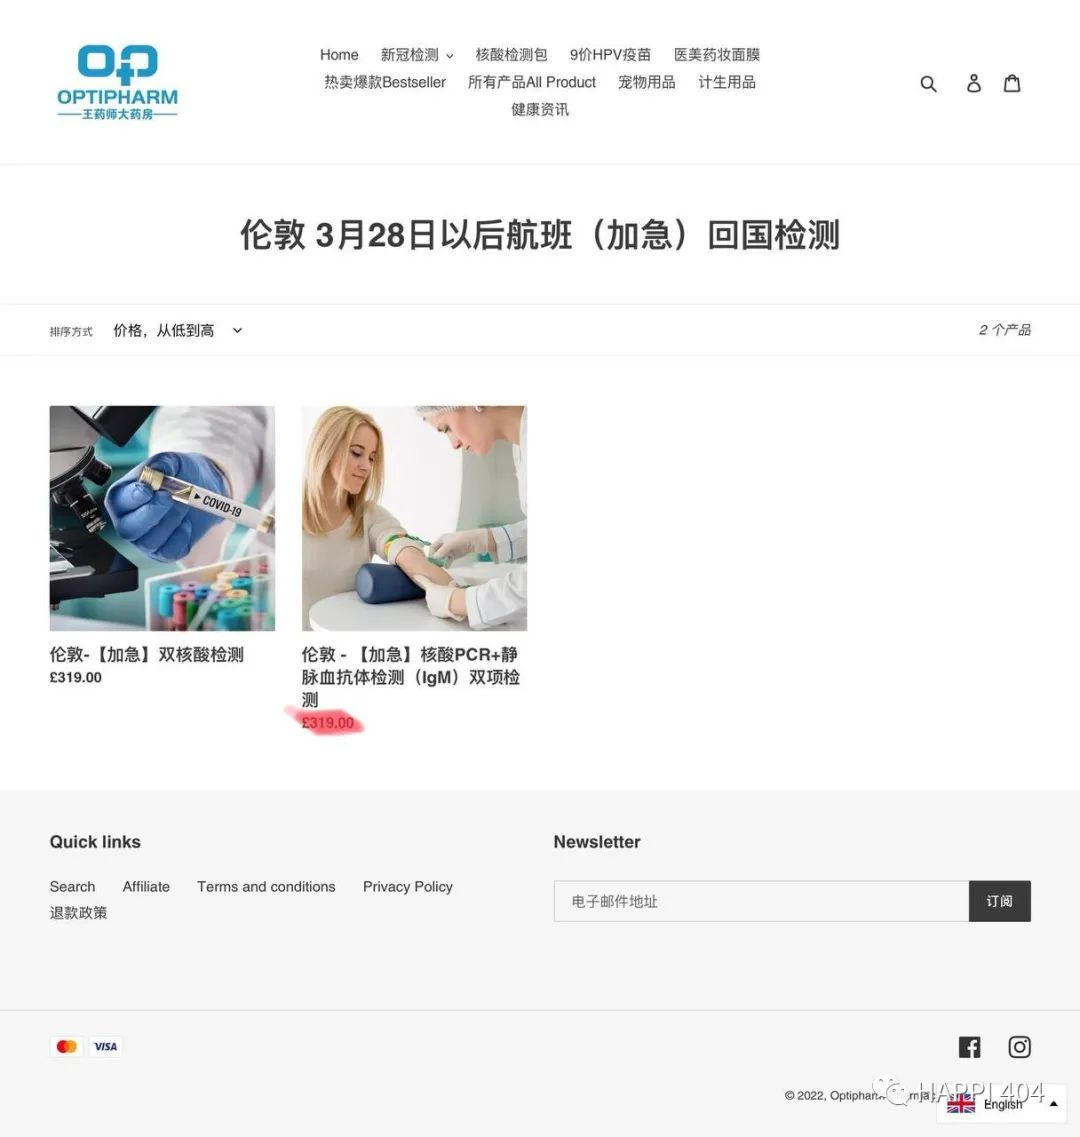 OPTIPHARM
王药师大药房
Home 新冠检测 核酸检测包 9价HPV疫苗 医美药妆面膜
热卖爆款Bestseller 所有产品All Product 宠物用品 计生用品
健康资讯
伦敦 3月28日以后航班（加急）回国检测
排序方式 价格，从低到高 2 个产品
COVID-19
伦敦-【加急】双核酸检测
£319.00
伦敦 - 【加急】核酸PCR+静
脉血抗体检测（IgM）双项检
测
£319.00
Quick links
Search Affiliate Terms and conditions Privacy Policy
退款政策
Newsletter
电子邮件地址 订阅
VISA
© 2022, Optipharm
HAPPI 404
English